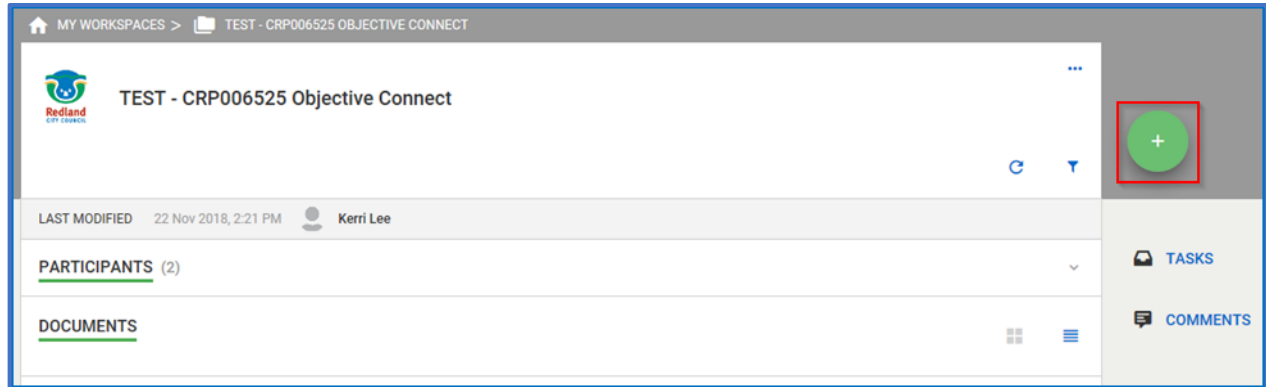 MY WORKSPACES > TEST - CRP006525 OBJECTIVE CONNECT
Redland
CITY COUNCIL
TEST - CRP006525 Objective Connect
LAST MODIFIED 22 Nov 2018, 2:21 PM Kerri Lee
PARTICIPANTS (2)
TASKS
DOCUMENTS
COMMENTS